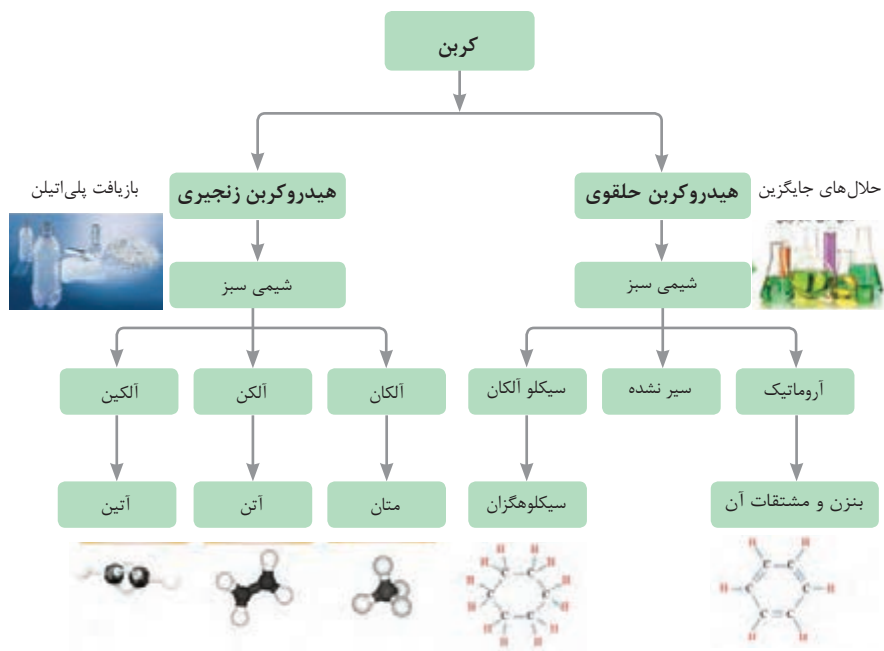 کربن
هیدروکربن حلقوی
هیدروکربن زنجیری
حلال‌های جایگزین
بازیافت پلی‌اتیلن
شیمی سبز
شیمی سبز
آروماتیک
سیر نشده
سیکلو آلکان
آلکان
آلکن
آلکین
بنزن و مشتقات آن
سیکلوهگزان
متان
آتن
آتین
H H
H C C H
C C
H C C H
H H
H H H H
H C C H
H C C H
H C C H
H H H H